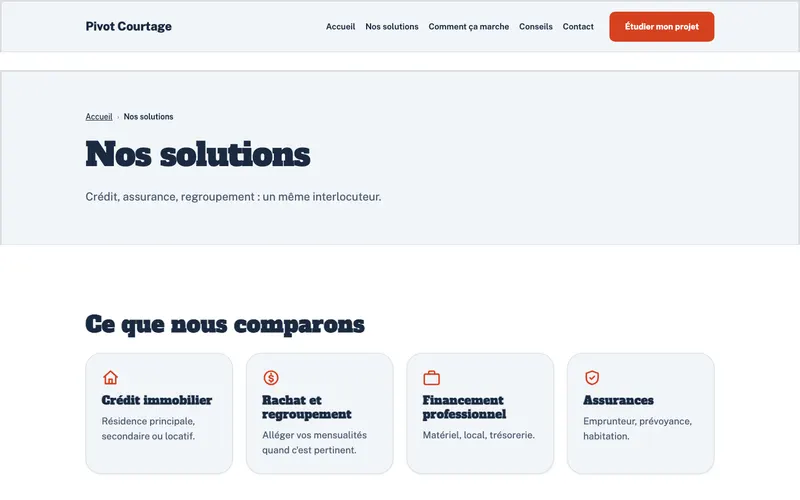 Pivot Courtage
Accueil Nos solutions Comment ça marche Conseils Contact Étudier mon projet
Accueil › Nos solutions
Nos solutions
Crédit, assurance, regroupement : un même interlocuteur.
Ce que nous comparons
Crédit immobilier
Résidence principale,
secondaire ou locatif.
Rachat et
regroupement
Alléger vos mensualités
quand c'est pertinent.
Financement
professionnel
Matériel, local, trésorerie.
Assurances
Emprunteur, prévoyance,
habitation.